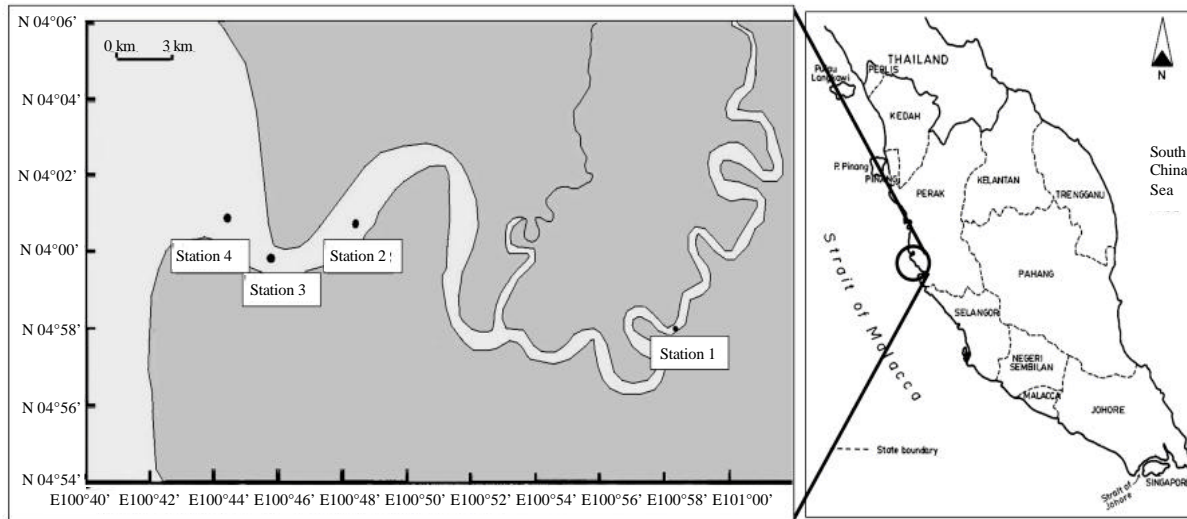 N 04°06’
N 04°04’
N 04°02’
N 04°00’
N 04°58’
N 04°56’
N 04°54’
0 km
3 km
Station 4
Station 3
Station 2
Station 1
E100°40’ E100°42’ E100°44’ E100°46’ E100°48’ E100°50’ E100°52’ E100°54’ E100°56’ E100°58’ E101°00’
N
THAILAND
Pulau
Langkawi
PERLIS
KEDAH
P. Pinang
PINANG
PERAK
KELANTAN
TRENGGANU
South
China
Sea
PAHANG
Strait of Malacca
SELANGOR
NEGERI
SEMBILAN
MALACCA
JOHORE
State boundary
Strait of
Johore
SINGAPORE